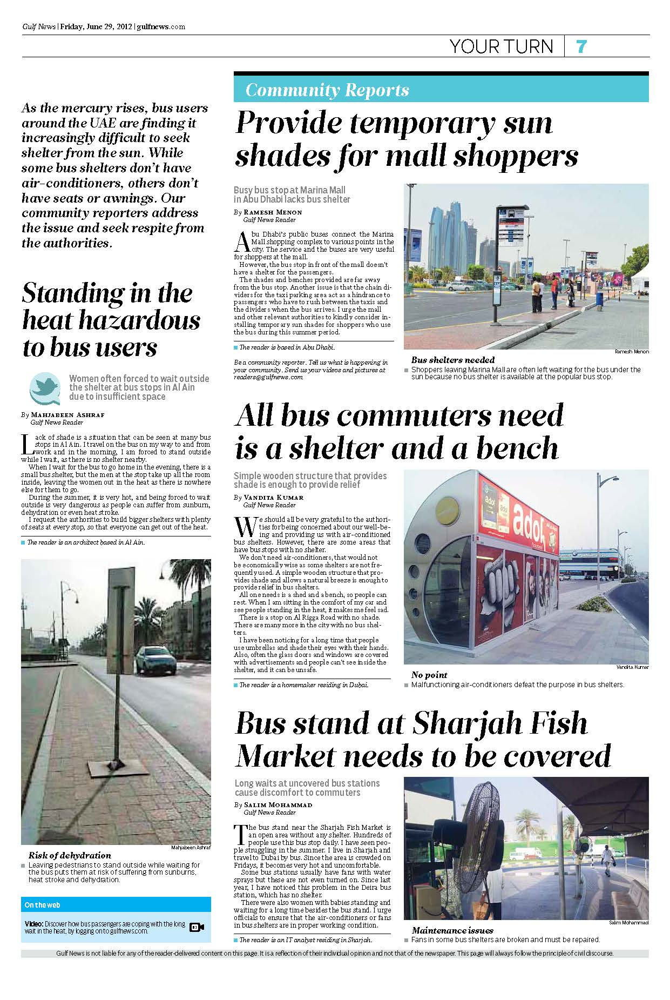 Gulf News | Friday, June 29, 2012 | gulfnews.com
YOUR TURN 7
As the mercury rises, bus users
around the UAE are finding it
increasingly difficult to seek
shelter from the sun. While
some bus shelters don't have
air-conditioners, others don't
have seats or awnings. Our
community reporters address
the issue and seek respite from
the authorities.
Standing in the
heat hazardous
to bus users
Women often forced to wait outside
the shelter at bus stops in Al Ain
due to insufficient space
By MAHJABEEN ASHRAF
Gulf News Reader
Lack of shade is a situation that can be seen at many bus
stops in Al Ain. I travel on the bus on my way to and from
work and in the morning, I am forced to stand outside
while I wait, as there is no shelter nearby.
When I wait for the bus to go home in the evening, there is a
small bus shelter, but the men at the stop take up all the room
inside, leaving the women out in the heat as there is nowhere
else for them to go.
During the summer, it is very hot, and being forced to wait
outside is very dangerous as people can suffer from sunburn,
dehydration or even heat stroke.
I request the authorities to build bigger shelters with plenty
of seats at every stop, so that everyone can get out of the heat.
The reader is an architect based in Al Ain.
Mahjabeen Ashraf
Risk of dehydration
Leaving pedestrians to stand outside while waiting for
the bus puts them at risk of suffering from sunburns,
heat stroke and dehydration.
On the web
Video: Discover how bus passengers are coping with the long
wait in the heat, by logging on to gulfnews.com.
Community Reports
Provide temporary sun
shades for mall shoppers
Busy bus stop at Marina Mall
in Abu Dhabi lacks bus shelter
By RAMESH MENON
Gulf News Reader
Abu Dhabi's public buses connect the Marina
Mall shopping complex to various points in the
city. The service and the buses are very useful
for shoppers at the mall.
However, the bus stop in front of the mall doesn't
have a shelter for the passengers.
The shades and benches provided are far away
from the bus stop. Another issue is that the chain di-
viders for the taxi parking area act as a hindrance to
passengers who have to rush between the taxis and
the dividers when the bus arrives. I urge the mall
and other relevant authorities to kindly consider in-
stalling temporary sun shades for shoppers who use
the bus during this summer period.
The reader is based in Abu Dhabi.
Be a community reporter. Tell us what is happening in
your community. Send us your videos and pictures at
readers@gulfnews.com
Ramesh Menon
Bus shelters needed
Shoppers leaving Marina Mall are often left waiting for the bus under the
sun because no bus shelter is available at the popular bus stop.
All bus commuters need
is a shelter and a bench
Simple wooden structure that provides
shade is enough to provide relief
By VANDITA KUMAR
Gulf News Reader
We should all be very grateful to the authori-
ties for being concerned about our well-be-
ing and providing us with air-conditioned
bus shelters. However, there are some areas that
have bus stops with no shelter.
We don't need air-conditioners, that would not
be economically wise as some shelters are not fre-
quently used. A simple wooden structure that pro-
vides shade and allows a natural breeze is enough to
provide relief in bus shelters.
All one needs is a shed and a bench, so people can
rest. When I am sitting in the comfort of my car and
see people standing in the heat, it makes me feel sad.
There is a stop on Al Rigga Road with no shade.
There are many more in the city with no bus shel-
ters.
I have been noticing for a long time that people
use umbrellas and shade their eyes with their hands.
Also, often the glass doors and windows are covered
with advertisements and people can't see inside the
shelter, and it can be unsafe.
The reader is a homemaker residing in Dubai.
adol
adol
Vandita Kumar
No point
Malfunctioning air-conditioners defeat the purpose in bus shelters.
Bus stand at Sharjah Fish
Market needs to be covered
Long waits at uncovered bus stations
cause discomfort to commuters
By SALIM MOHAMMAD
Gulf News Reader
The bus stand near the Sharjah Fish Market is
an open area without any shelter. Hundreds of
people use this bus stop daily. I have seen peo-
ple struggling in the summer. I live in Sharjah and
travel to Dubai by bus. Since the area is crowded on
Fridays, it becomes very hot and uncomfortable.
Some bus stations usually have fans with water
sprays but these are not even turned on. Since last
year, I have noticed this problem in the Deira bus
station, which has no shelter.
There were also women with babies standing and
waiting for a long time besides the bus stand. I urge
officials to ensure that the air-conditioners or fans
in bus shelters are in proper working condition.
The reader is an IT analyst residing in Sharjah.
Salim Mohammad
Maintenance issues
Fans in some bus shelters are broken and must be repaired.
Gulf News is not liable for any of the reader-delivered content on this page. It is a reflection of their individual opinion and not that of the newspaper. This page will always follow the principle of civil discourse.